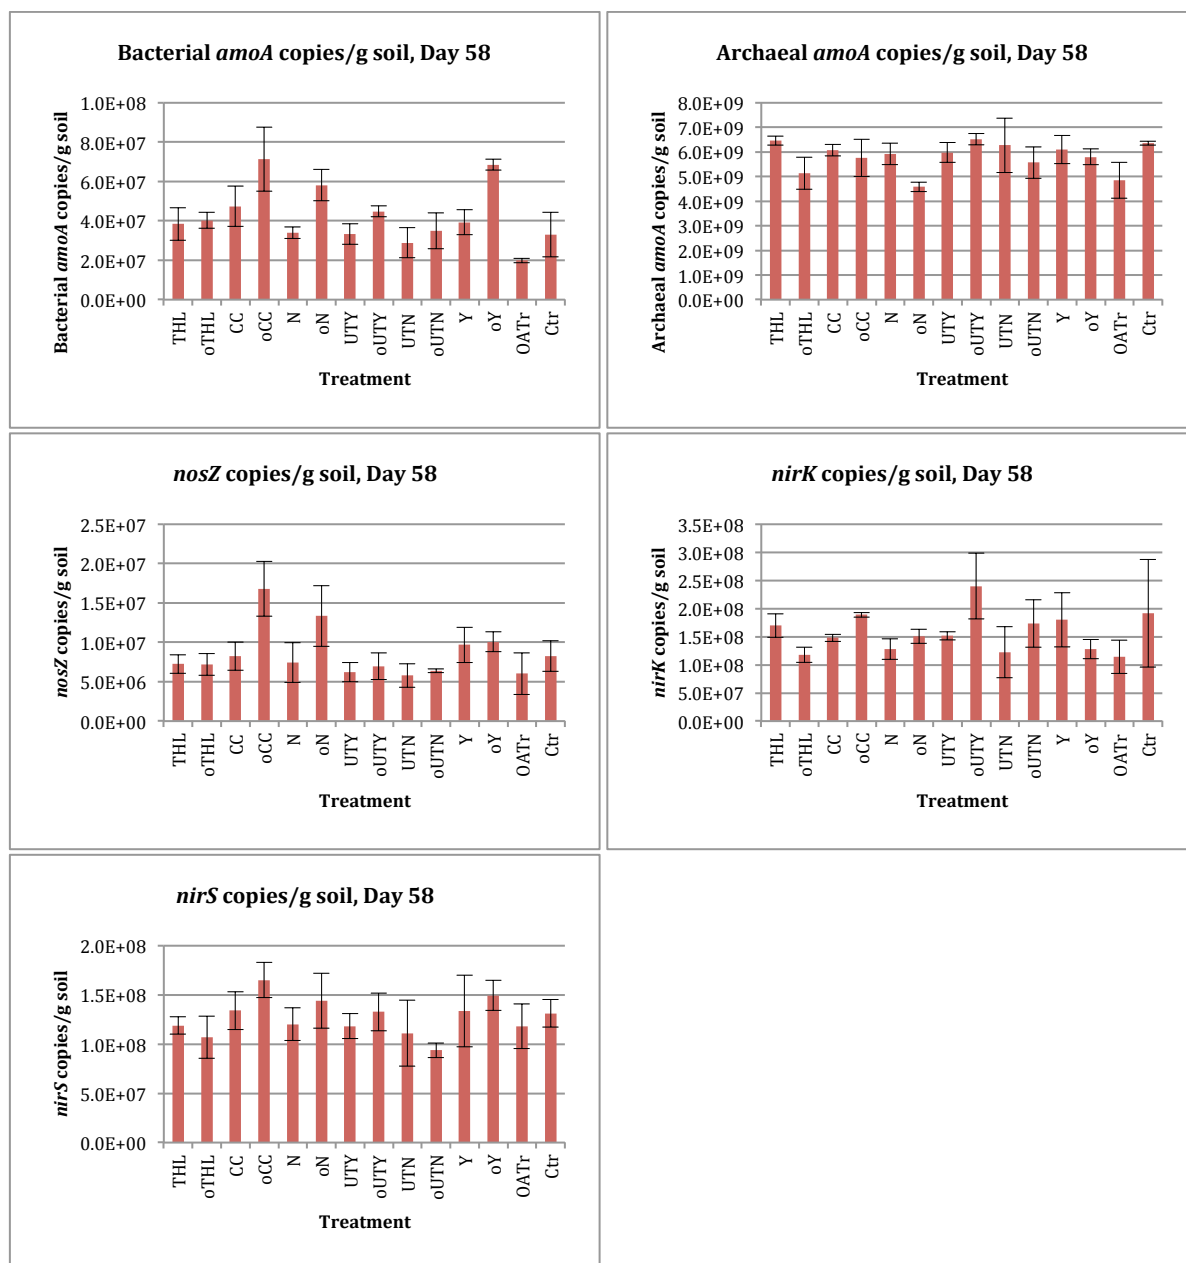 Bacterial amoA copies/g soil, Day 58
Bacterial amoA copies/g soil
1.0E+08
8.0E+07
6.0E+07
4.0E+07
2.0E+07
0.0E+00
THL oTHL CC oCC N oN UTY oUTY UTN oUTN Y oY OATr Ctr
Treatment
Archaeal amoA copies/g soil, Day 58
Archaeal amoA copies/g soil
8.0E+09
7.0E+09
6.0E+09
5.0E+09
4.0E+09
3.0E+09
2.0E+09
1.0E+09
0.0E+00
THL oTHL CC oCC N oN UTY oUTY UTN oUTN Y oY OATr Ctr
Treatment
nosZ copies/g soil, Day 58
nosZ copies/g soil
2.5E+07
2.0E+07
1.5E+07
1.0E+07
5.0E+06
0.0E+00
THL oTHL CC oCC N oN UTY oUTY UTN oUTN Y oY OATr Ctr
Treatment
nirK copies/g soil, Day 58
nirK copies/g soil
3.5E+08
3.0E+08
2.5E+08
2.0E+08
1.5E+08
1.0E+08
5.0E+07
0.0E+00
THL oTHL CC oCC N oN UTY oUTY UTN oUTN Y oY OATr Ctr
Treatment
nirS copies/g soil, Day 58
nirS copies/g soil
2.0E+08
1.5E+08
1.0E+08
5.0E+07
0.0E+00
THL oTHL CC oCC N oN UTY oUTY UTN oUTN Y oY OATr Ctr
Treatment